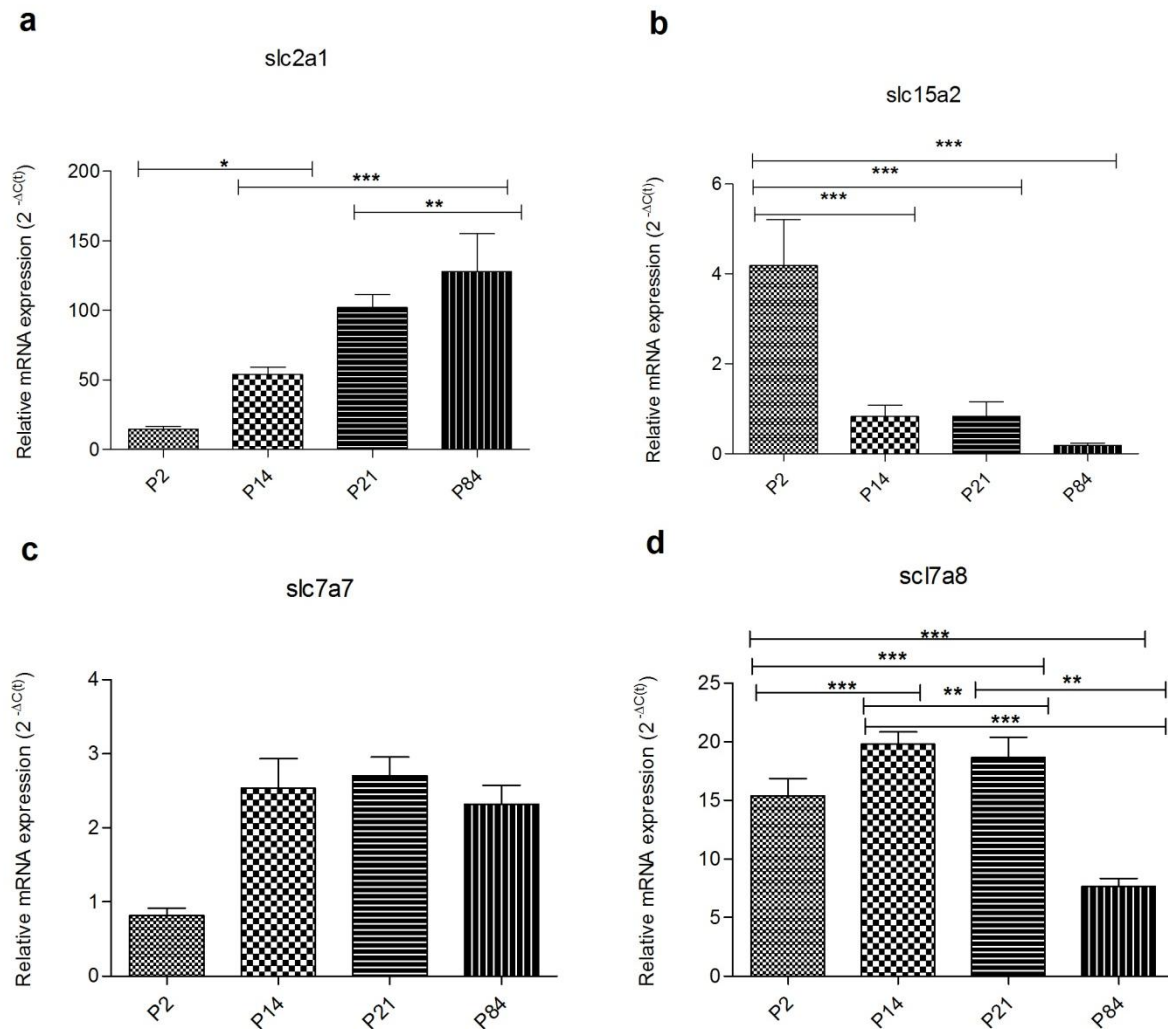 a
slc2a1
Relative mRNA expression (2 -ΔC(t))
200
150
100
50
0
*
***
**
P2
P14
P21
P84
b
slc15a2
Relative mRNA expression (2 -ΔC(t))
6
4
2
0
***
***
***
P2
P14
P21
P84
c
slc7a7
Relative mRNA expression (2 -ΔC(t))
4
3
2
1
0
P2
P14
P21
P84
d
scl7a8
Relative mRNA expression (2 -ΔC(t))
25
20
15
10
5
0
***
***
**
***
**
***
P2
P14
P21
P84